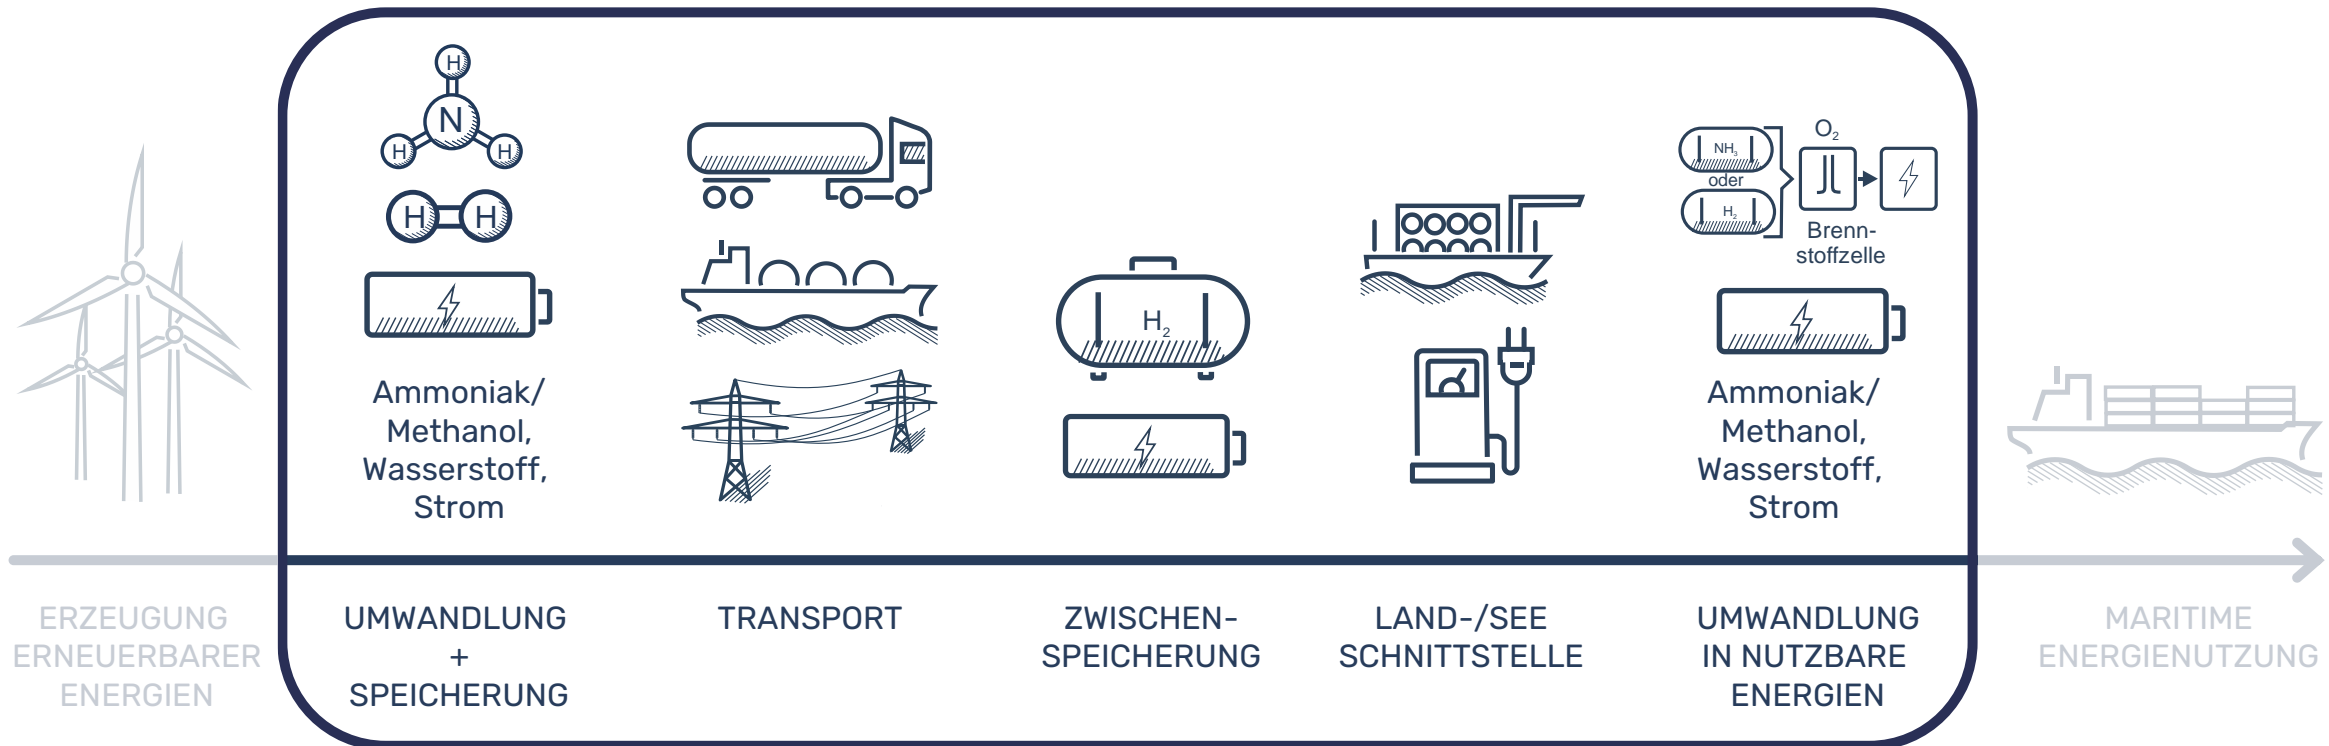 H
N
H
H
H
H
Ammoniak/
Methanol,
Wasserstoff,
Strom
H₂
NH₃
oder
H₂
O₂
Brenn-
stoffzelle
Ammoniak/
Methanol,
Wasserstoff,
Strom
ERZEUGUNG
ERNEUERBARER
ENERGIEN
UMWANDLUNG
+
SPEICHERUNG
TRANSPORT
ZWISCHEN-
SPEICHERUNG
LAND-/SEE
SCHNITTSTELLE
UMWANDLUNG
IN NUTZBARE
ENERGIEN
MARITIME
ENERGIENUTZUNG